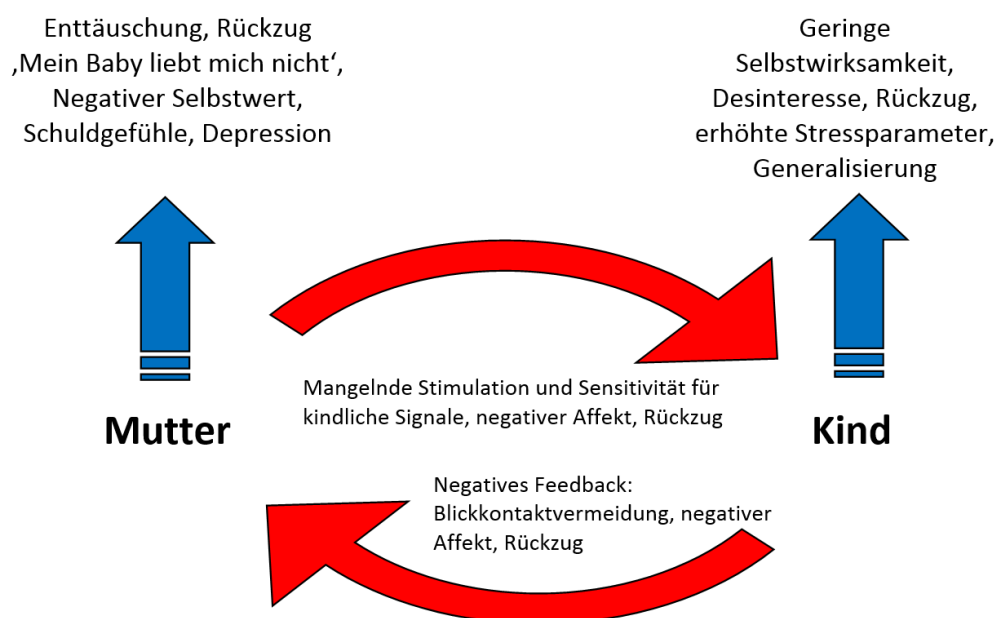 Enttäuschung, Rückzug
‚Mein Baby liebt mich nicht‘,
Negativer Selbstwert,
Schuldgefühle, Depression
Geringe
Selbstwirksamkeit,
Desinteresse, Rückzug,
erhöhte Stressparameter,
Generalisierung
Mangelnde Stimulation und Sensitivität für
kindliche Signale, negativer Affekt, Rückzug
Mutter
Kind
Negatives Feedback:
Blickkontaktvermeidung, negativer
Affekt, Rückzug